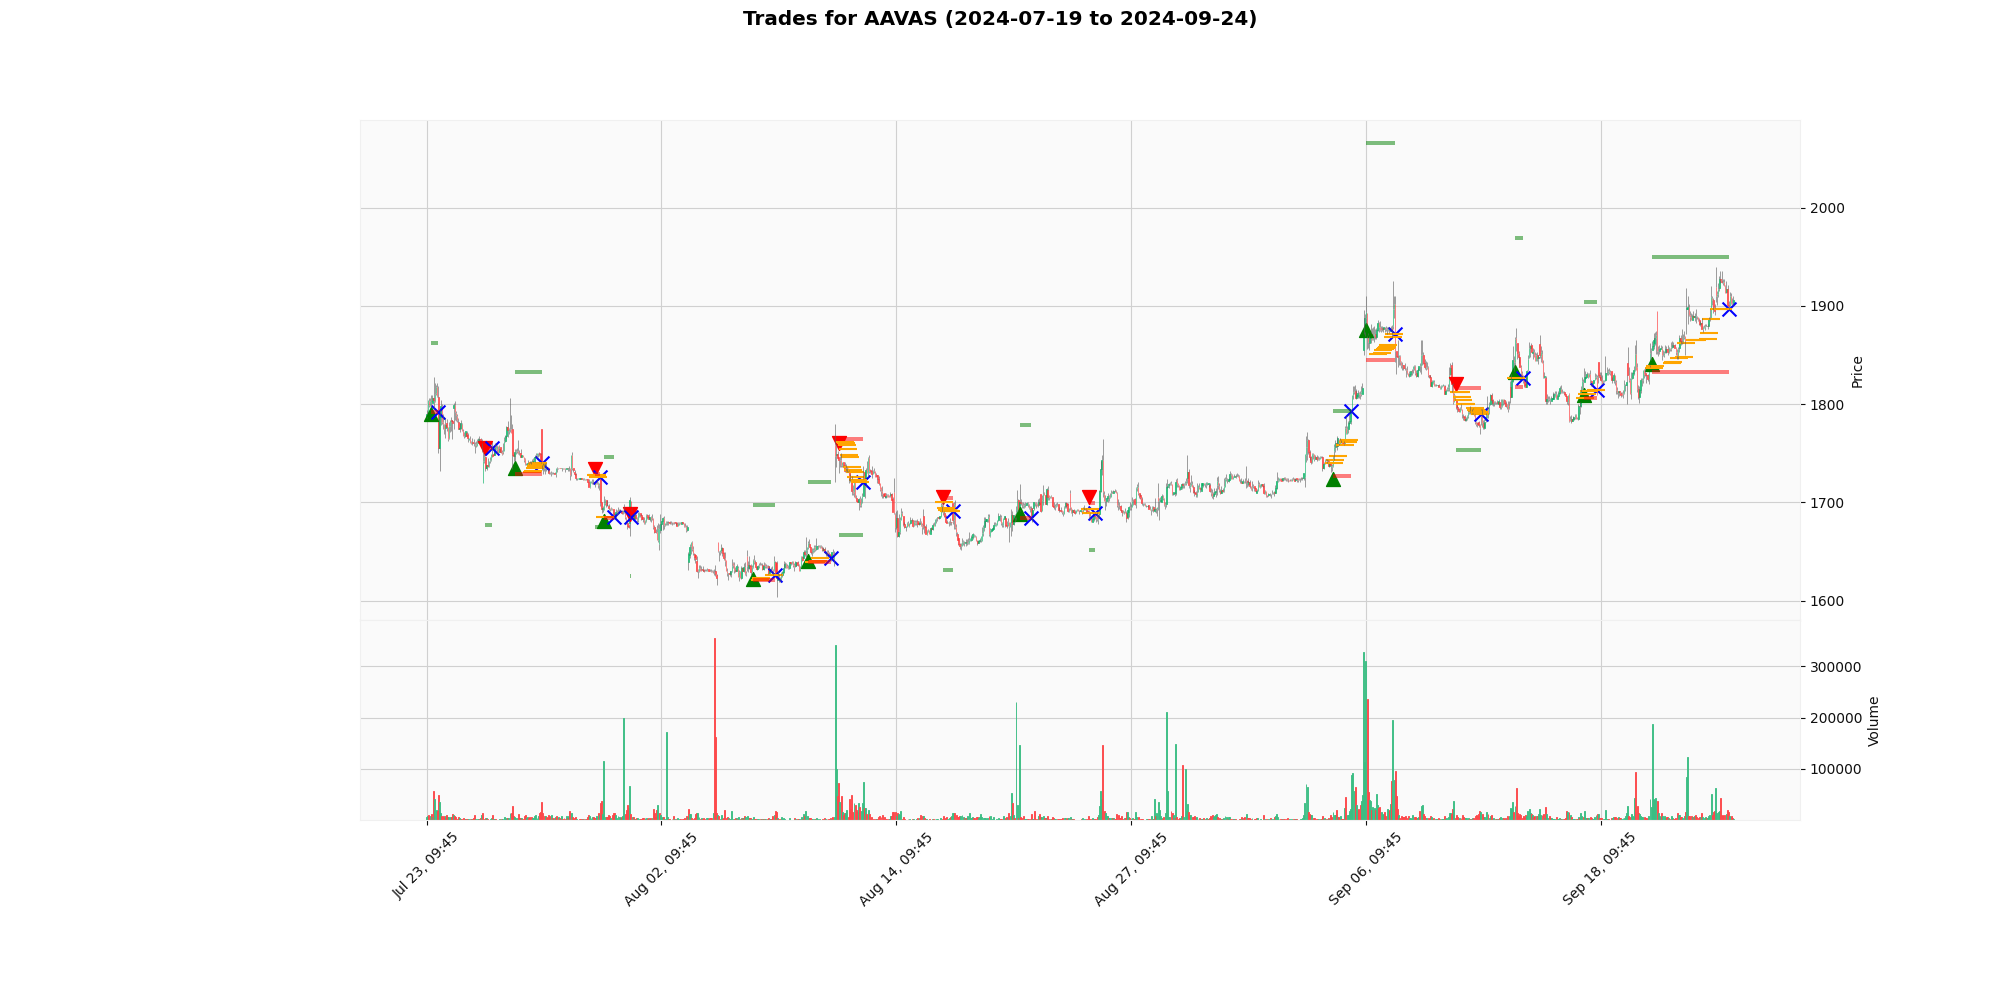 Trades for AAVAS (2024-07-19 to 2024-09-24)
2000
1900
1800
1700
1600
Price
300000
200000
100000
Volume
Jul 23, 09:45
Aug 02, 09:45
Aug 14, 09:45
Aug 27, 09:45
Sep 06, 09:45
Sep 18, 09:45